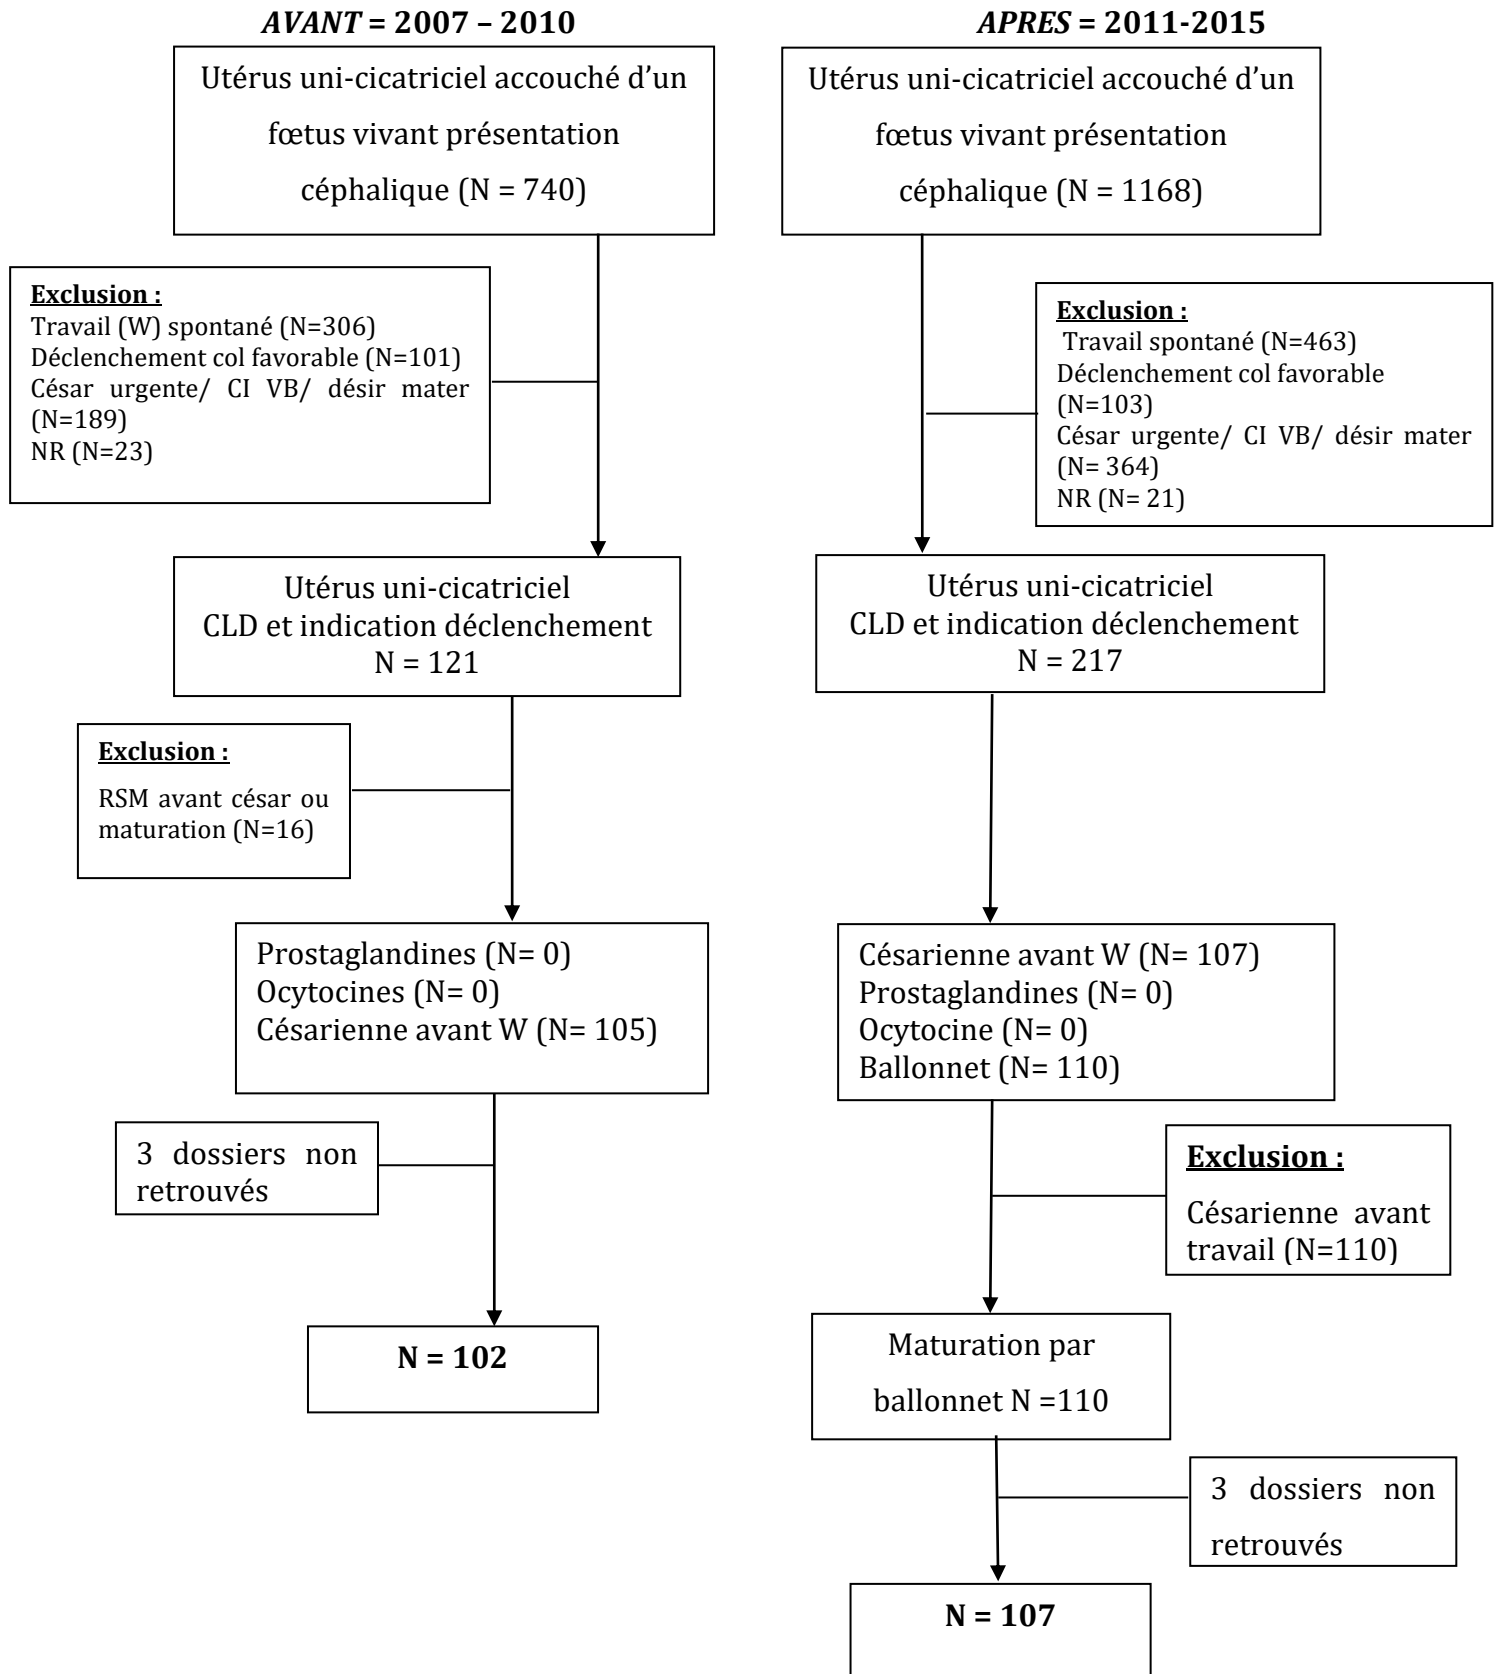 AVANT = 2007 – 2010
Utérus uni-cicatriciel accouché d'un
fœtus vivant présentation
céphalique (N = 740)
Exclusion :
Travail (W) spontané (N=306)
Déclenchement col favorable (N=101)
César urgente/ CI VB/ désir mater
(N=189)
NR (N=23)
Utérus uni-cicatriciel
CLD et indication déclenchement
N = 121
Exclusion :
RSM avant césar ou
maturation (N=16)
Prostaglandines (N= 0)
Ocytocines (N= 0)
Césarienne avant W (N= 105)
3 dossiers non
retrouvés
N = 102
APRES = 2011-2015
Utérus uni-cicatriciel accouché d'un
fœtus vivant présentation
céphalique (N = 1168)
Exclusion :
Travail spontané (N=463)
Déclenchement col favorable
(N=103)
César urgente/ CI VB/ désir mater
(N= 364)
NR (N= 21)
Utérus uni-cicatriciel
CLD et indication déclenchement
N = 217
Césarienne avant W (N= 107)
Prostaglandines (N= 0)
Ocytocine (N= 0)
Ballonnet (N= 110)
Exclusion :
Césarienne avant
travail (N=110)
Maturation par
ballonnet N =110
3 dossiers non
retrouvés
N = 107